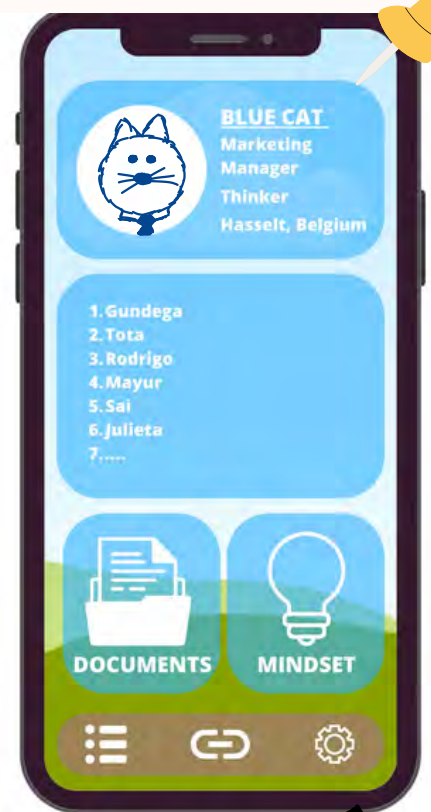 BLUE CAT
Marketing
Manager
Thinker
Hasselt, Belgium
1.Gundega
2.Tota
3.Rodrigo
4.Mayur
5.Sai
6.Julieta
7.....
DOCUMENTS
MINDSET